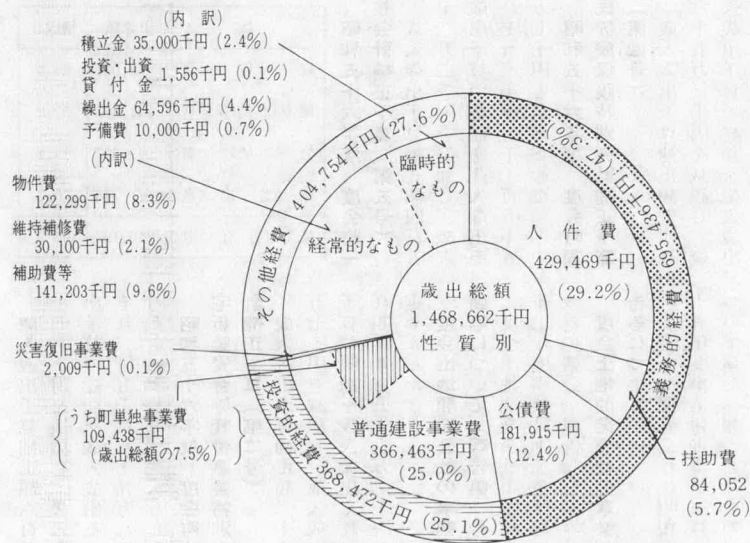 (内 訳)
積立金 35,000千円 (2.4%)
投資・出資
貸 付 金 1,556千円 (0.1%)
繰出金 64,596千円 (4.4%)
予備費 10,000千円 (0.7%)
(内訳)
物件費
122,299千円 (8.3%)
維持補修費
30,100千円 (2.1%)
補助費等
141,203千円 (9.6%)
災害復旧事業費
2,009千円 (0.1%)
(うち町単独事業費
109,438千円
(歳出総額の7.5%))
その他経費 404,754千円 (27.6%)
臨時的
なもの
経常的なもの
歳出総額
1,468,662千円
性 質 別
人 件 費
429,469千円
(29.2%)
義務的経費 695,436千円 (47.3%)
扶助費
84,052
(5.7%)
公債費
181,915千円
(12.4%)
普通建設事業費
366,463千円
(25.0%)
投資的経費 368,472千円 (25.1%)